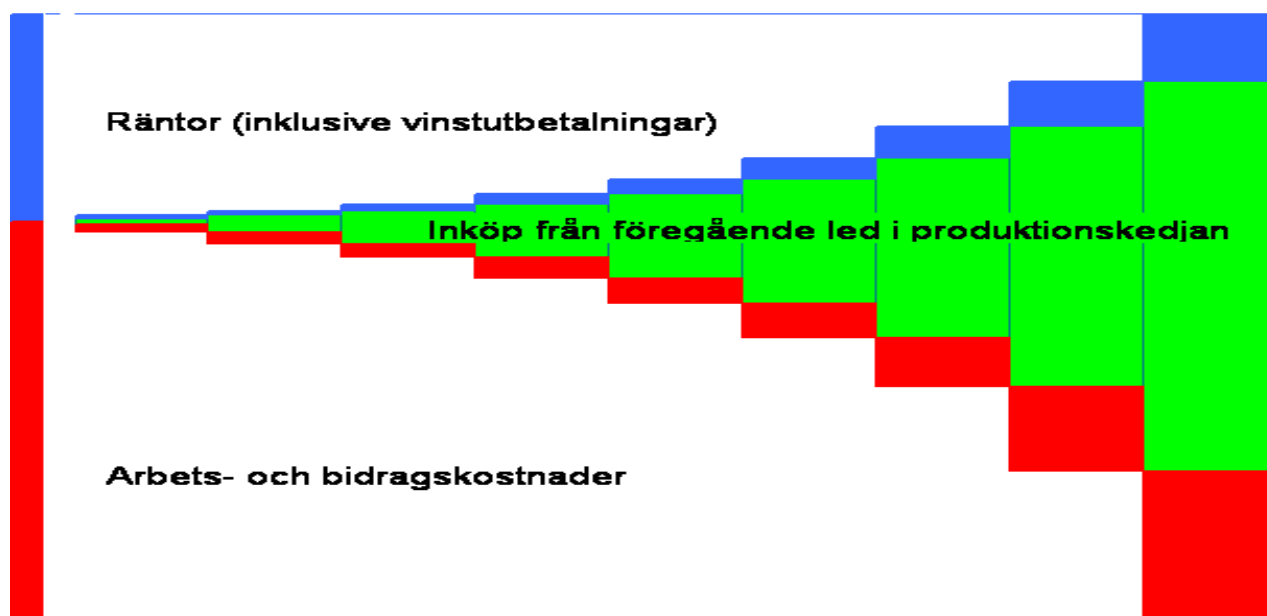 Räntor (inklusive vinstutbetalningar)
Inköp från föregående led i produktionskedjan
Arbets- och bidragskostnader